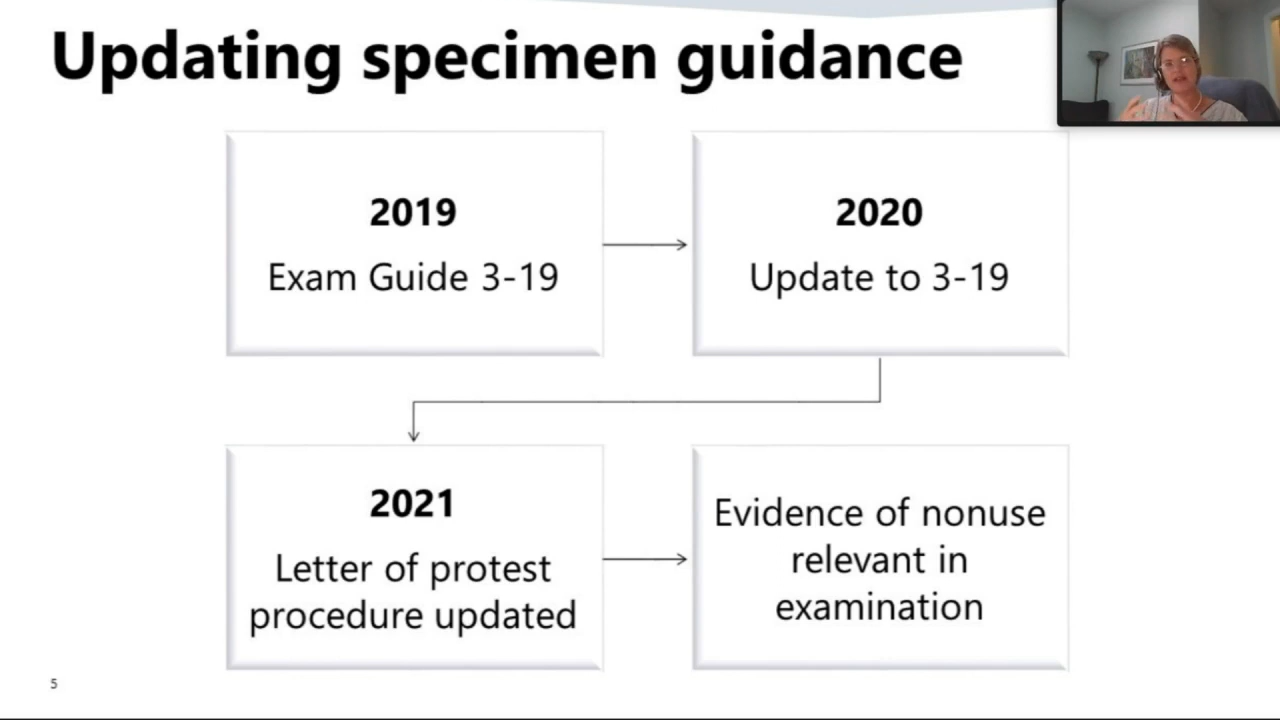 Updating specimen guidance
2019
Exam Guide 3-19
2020
Update to 3-19
2021
Letter of protest
procedure updated
Evidence of nonuse
relevant in
examination
5